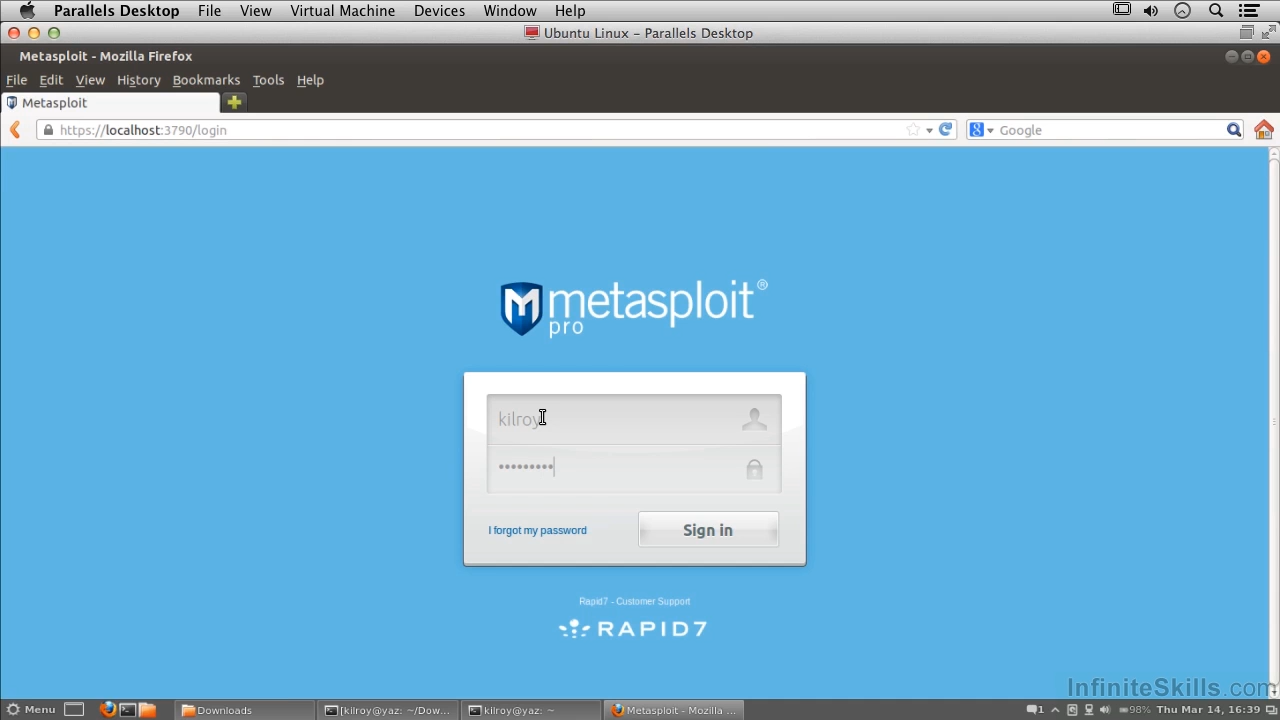 Parallels Desktop File View Virtual Machine Devices Window Help
Ubuntu Linux – Parallels Desktop
Metasploit - Mozilla Firefox
File Edit View History Bookmarks Tools Help
Metasploit
https://localhost:3790/login
Google
metasploit®
pro
kilroy
•••••••••
I forgot my password
Sign in
Rapid7 - Customer Support
RAPID7
InfiniteSkills.com
Menu Downloads [kilroy@yaz: ~/Dow... kilroy@yaz: ~ Metasploit - Mozilla ... 1 98% Thu Mar 14, 16:39